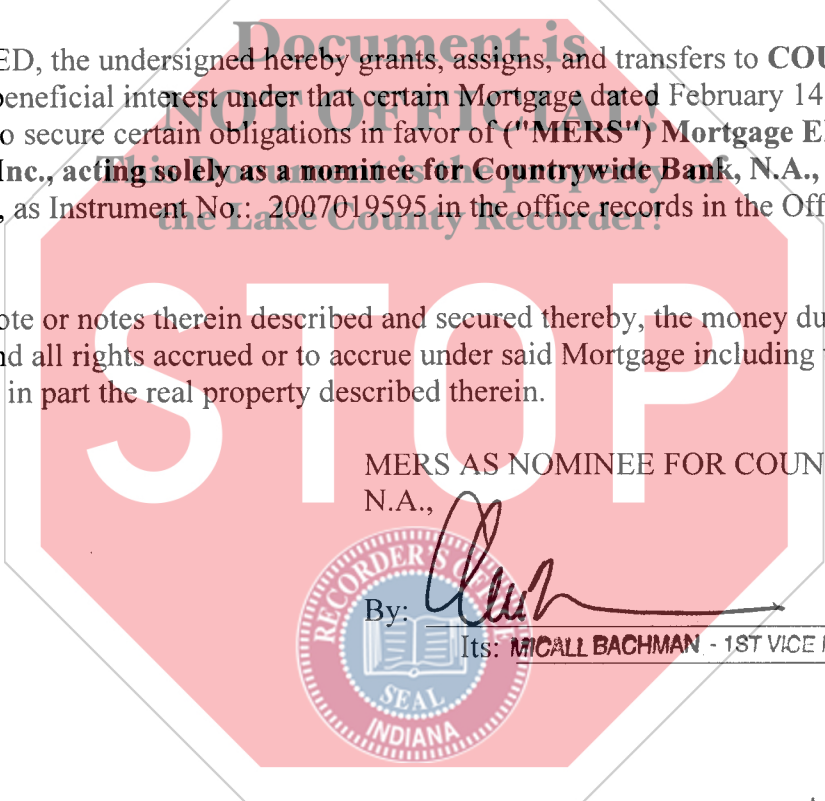 ED, the undersigned hereby grants, assigns, and transfers to COU
beneficial interest under that certain Mortgage dated February 14
o secure certain obligations in favor of ("MERS") Mortgage El
Inc., acting solely as a nominee for Countrywide Bank, N.A.,
, as Instrument No.: 2007019595 in the office records in the Off
Document is
NOT OFFICIAL!
This Document is the property of
the Lake County Recorder!
ote or notes therein described and secured thereby, the money du
nd all rights accrued or to accrue under said Mortgage including
in part the real property described therein.
STOP
MERS AS NOMINEE FOR COUN
N.A.,
By:
Its: MICALL BACHMAN - 1ST VICE
RECORDER'S OFFICE
SEAL
INDIANA